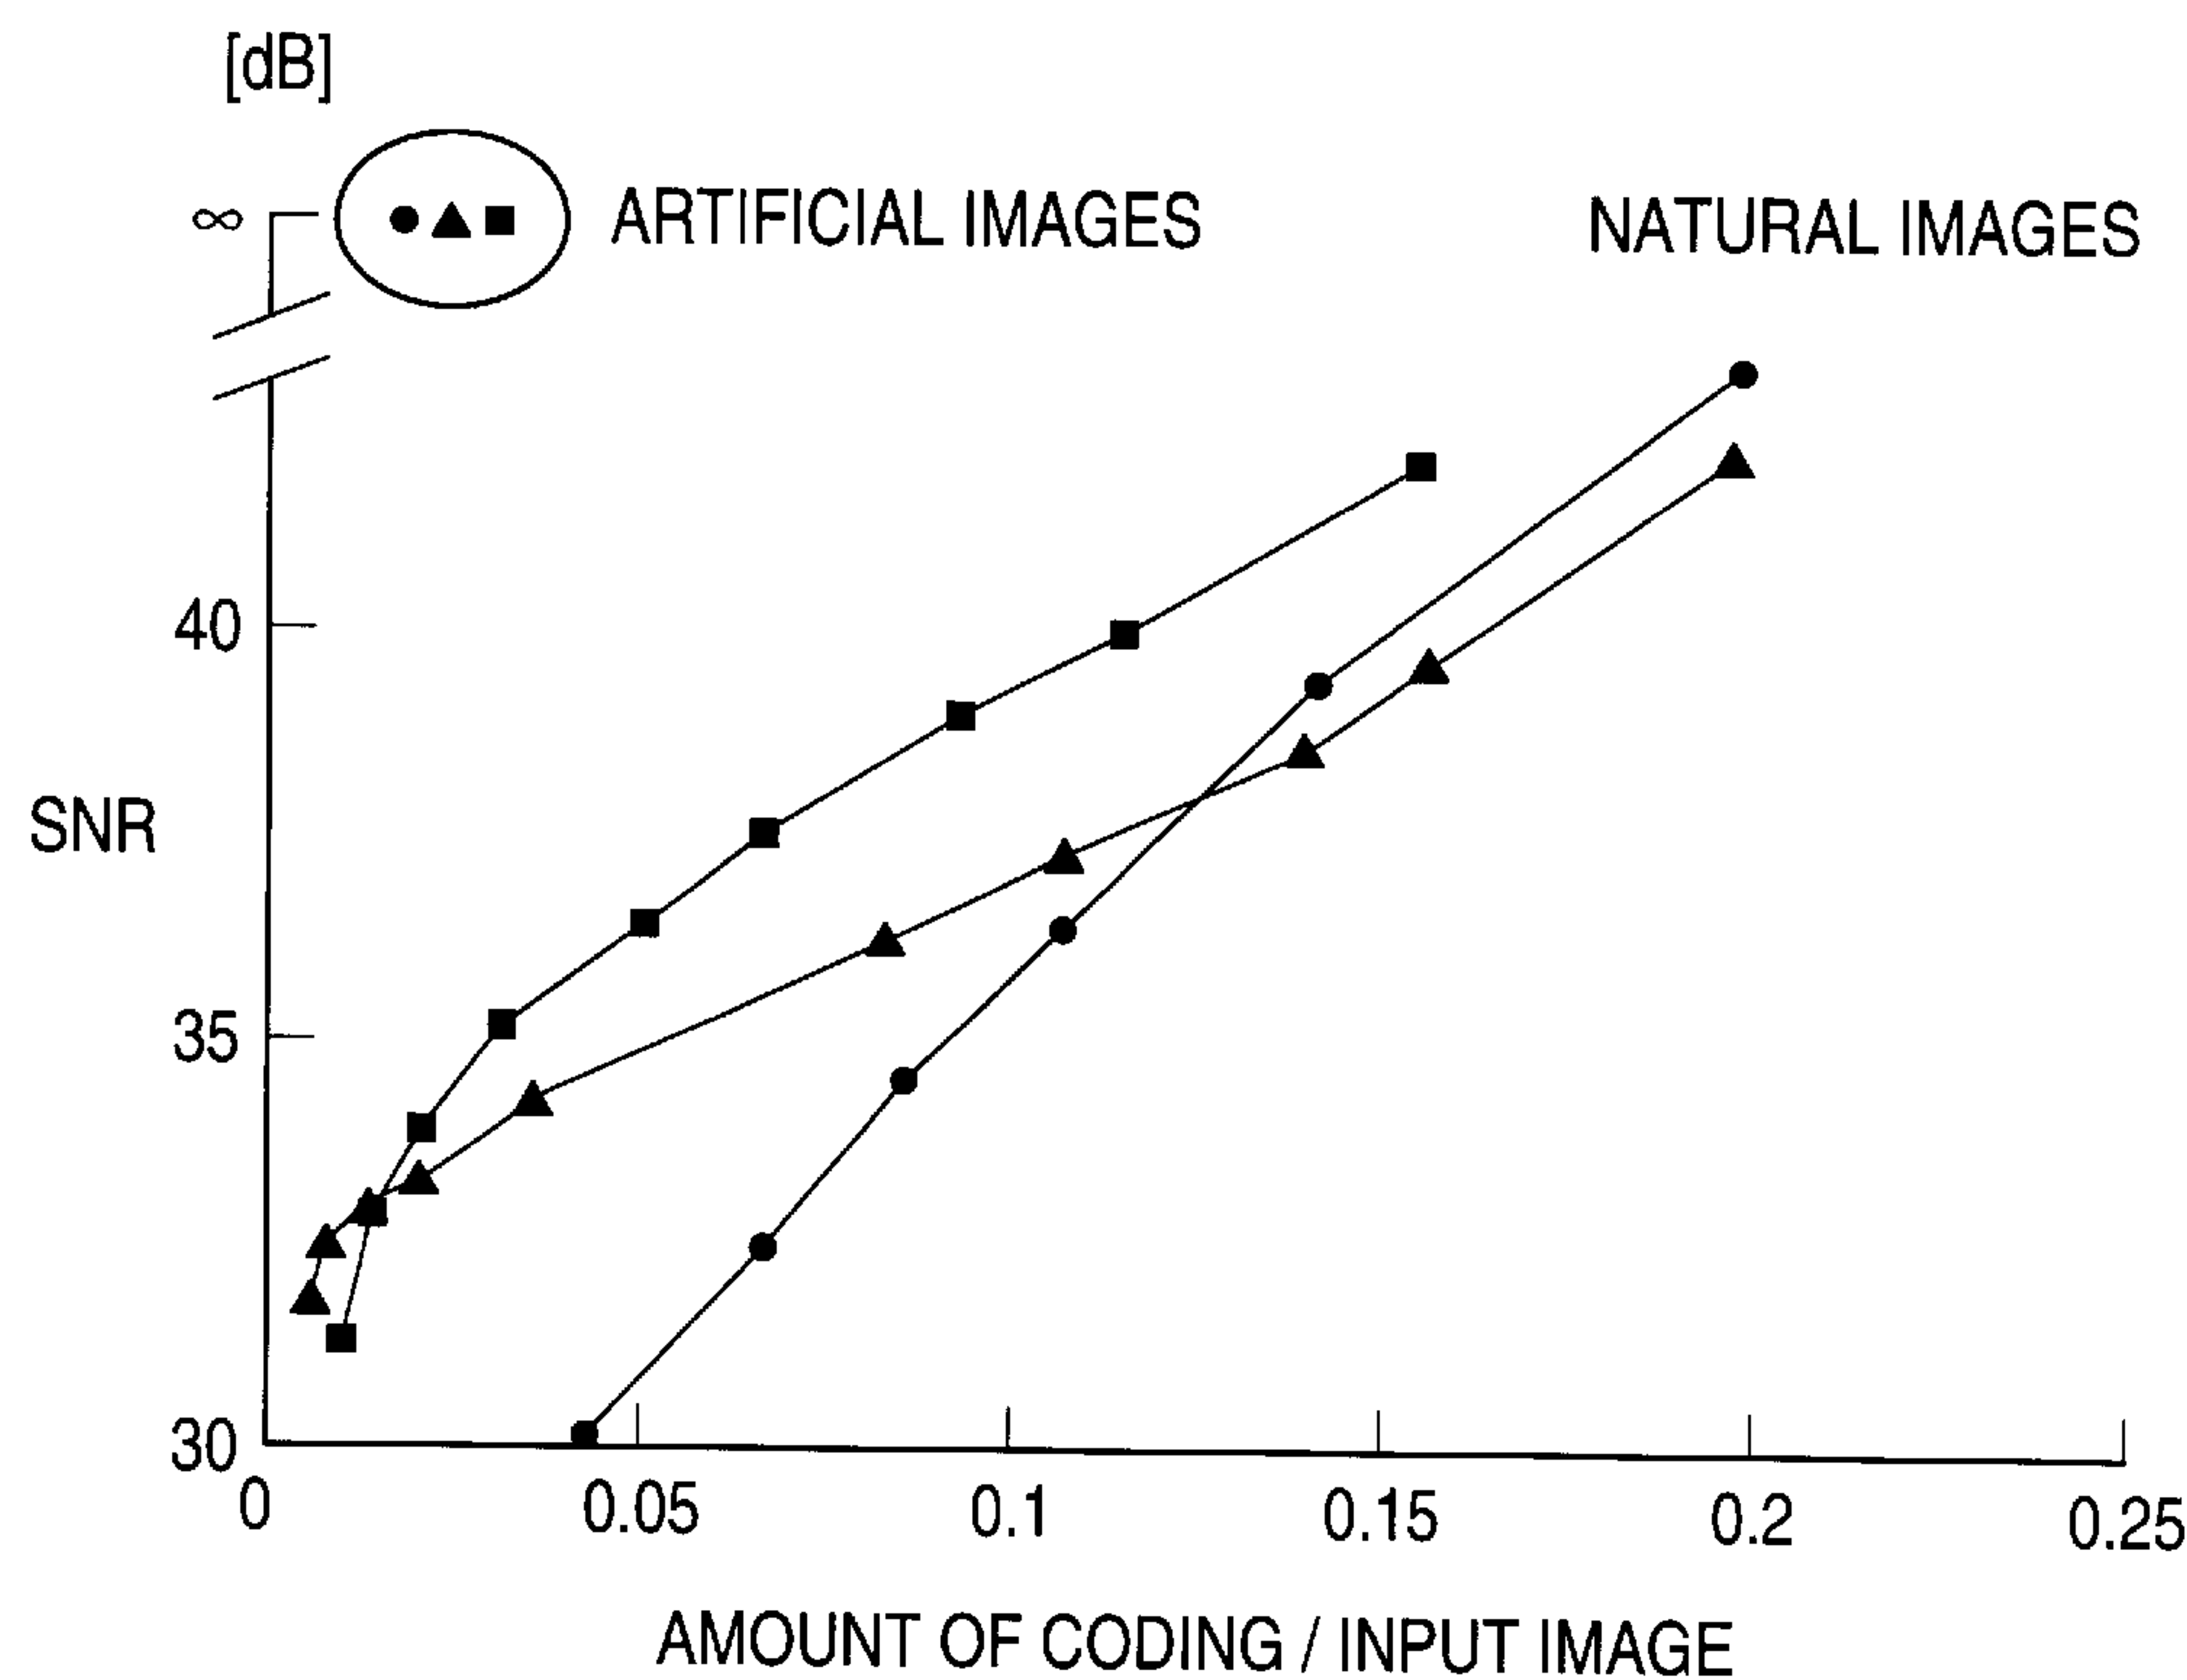 [dB]
∞
ARTIFICIAL IMAGES
NATURAL IMAGES
40
SNR
35
30
0
0.05
0.1
0.15
0.2
0.25
AMOUNT OF CODING / INPUT IMAGE